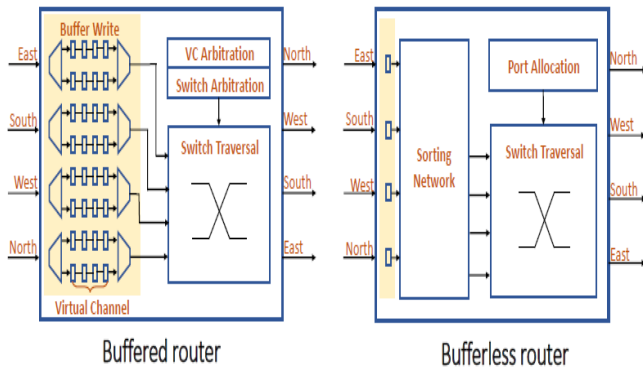 Buffer Write
East
South
West
North
Virtual Channel
VC Arbitration
Switch Arbitration
Switch Traversal
North
West
South
East
Buffered router
East
South
West
North
Sorting
Network
Port Allocation
Switch Traversal
North
West
South
East
Bufferless router